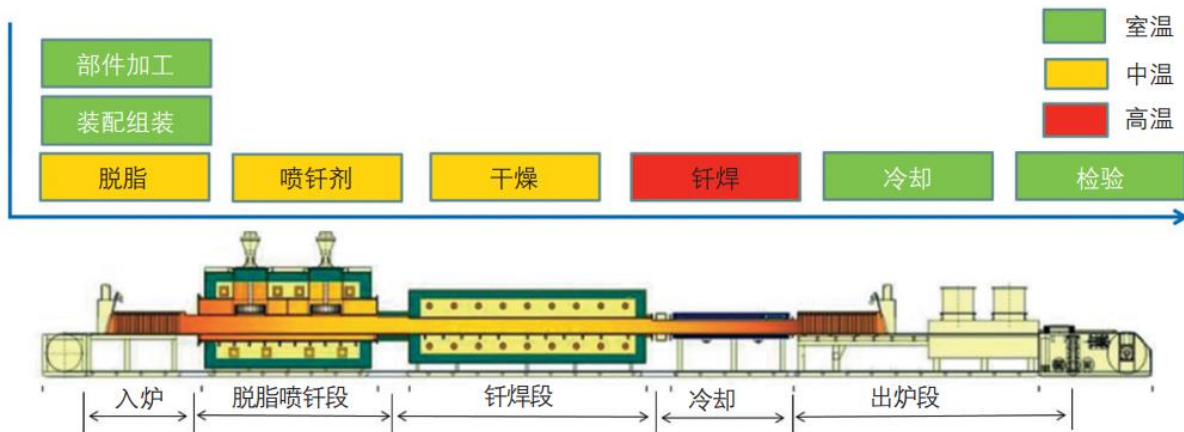 部件加工
装配组装
脱脂
喷钎剂
干燥
钎焊
冷却
检验
室温
中温
高温
入炉
脱脂喷钎段
钎焊段
冷却
出炉段